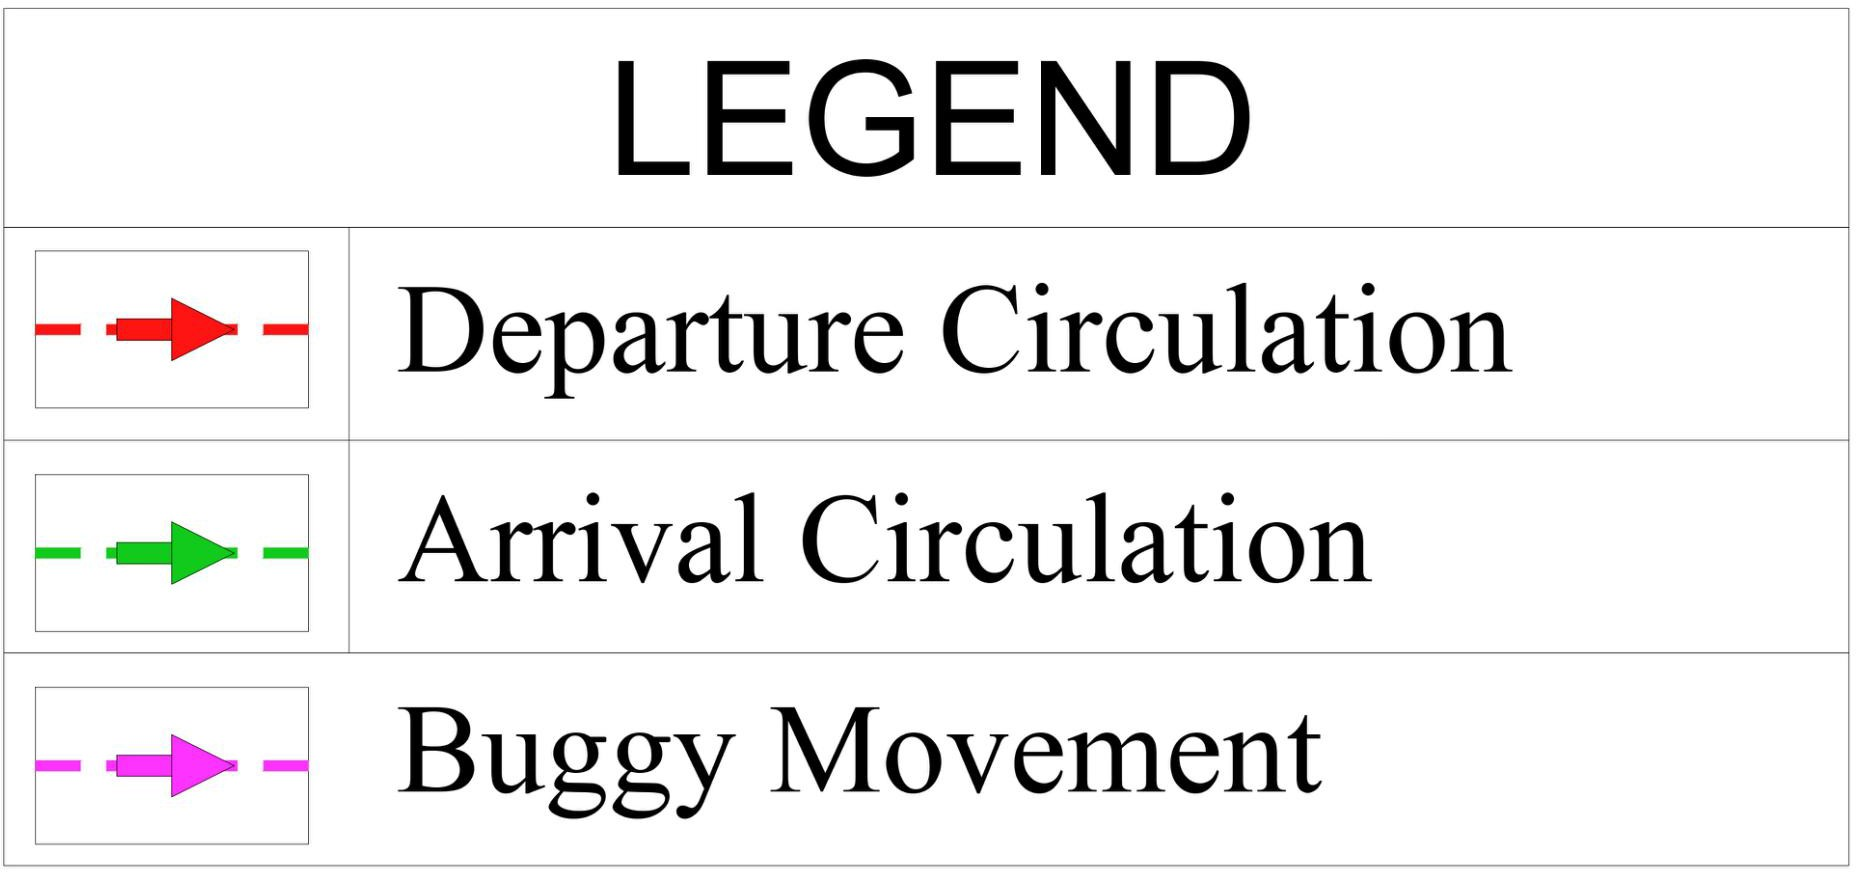 LEGEND
Departure Circulation
Arrival Circulation
Buggy Movement